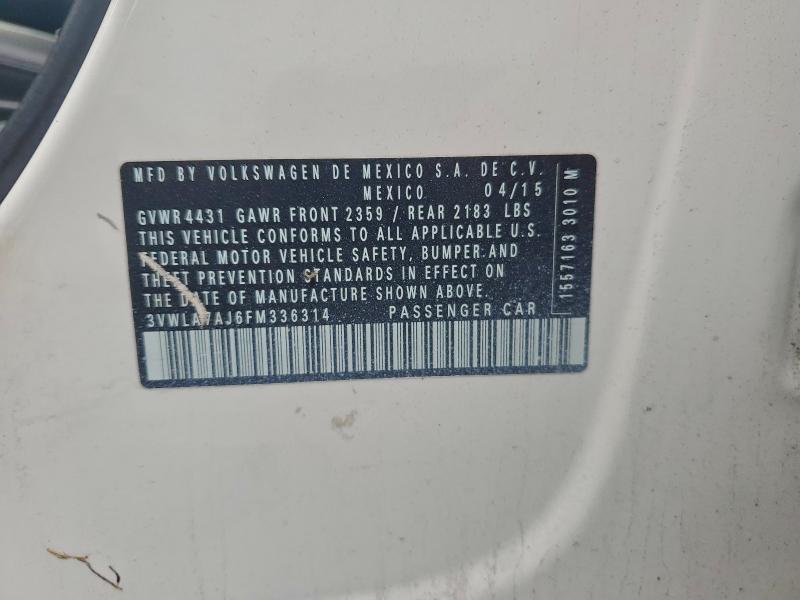 MFD BY VOLKSWAGEN DE MEXICO S.A. DE C.V.
MEXICO 04/15
GVWR 4431 GAWR FRONT 2359 / REAR 2183 LBS
THIS VEHICLE CONFORMS TO ALL APPLICABLE U.S.
FEDERAL MOTOR VEHICLE SAFETY, BUMPER AND
THEFT PREVENTION STANDARDS IN EFFECT ON
THE DATE OF MANUFACTURE SHOWN ABOVE.
3VWLA7AJ6FM336314 PASSENGER CAR
1557163 3010 M